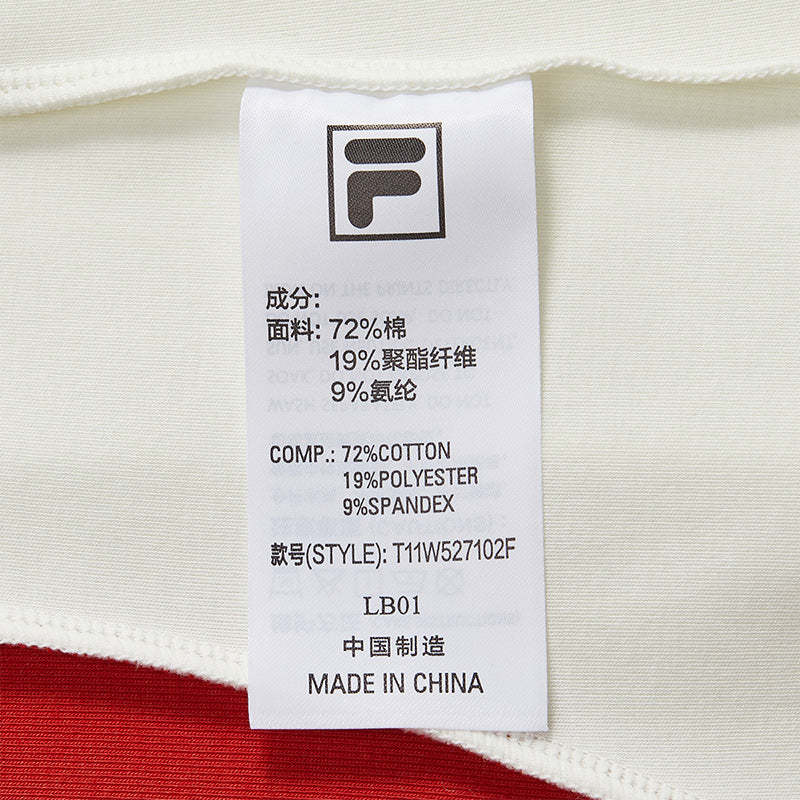 F
成分:
面料: 72%棉
19%聚酯纤维
9%氨纶
COMP.: 72%COTTON
19%POLYESTER
9%SPANDEX
款号(STYLE): T11W527102F
LB01
中国制造
MADE IN CHINA